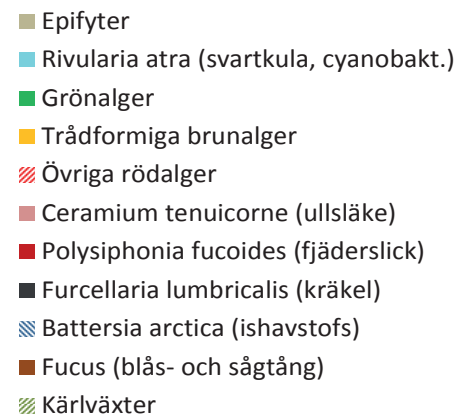 Epifyter
Rivularia atra (svartkula, cyanobakt.)
Grönalger
Trådformiga brunalger
Övriga rödalger
Ceramium tenuicorne (ullsläke)
Polysiphonia fucoides (fjäderslick)
Furcellaria lumbricalis (kräkel)
Battersia arctica (ishavstofs)
Fucus (blås- och sågtång)
Kärlväxter